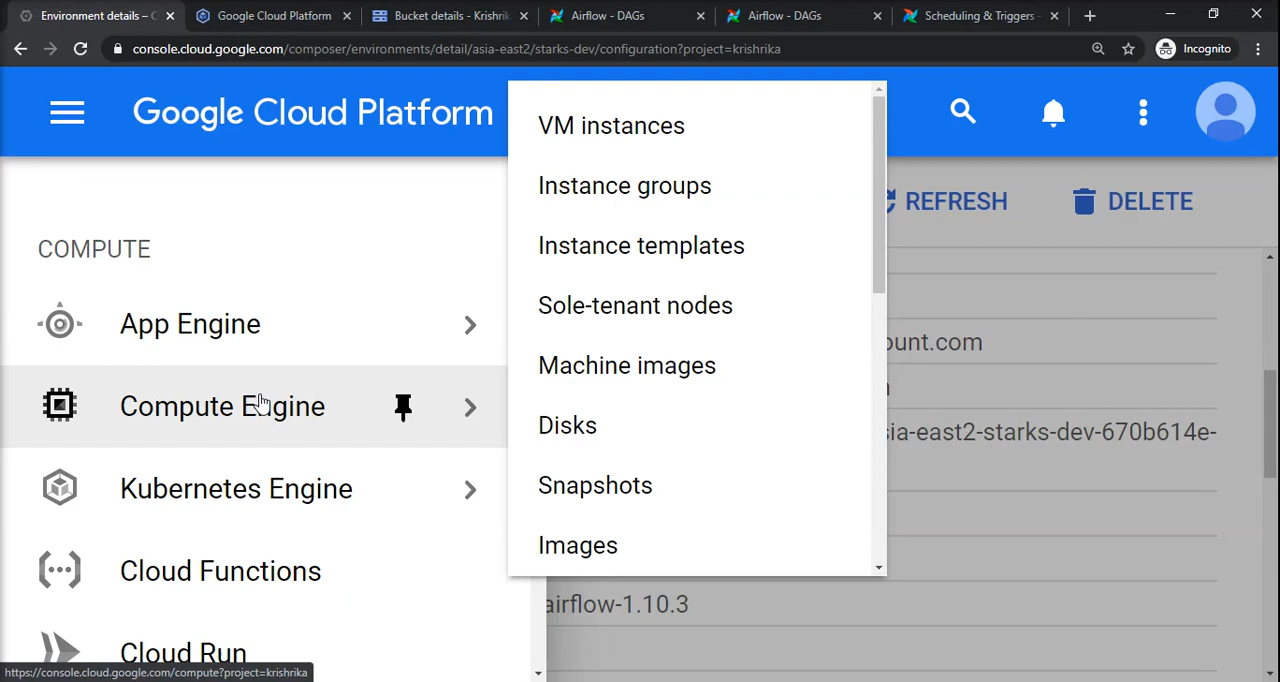 Environment details – C
Google Cloud Platform
Bucket details - Krishrik
Airflow - DAGs
Airflow - DAGs
Scheduling & Triggers -
console.cloud.google.com/composer/environments/detail/asia-east2/starks-dev/configuration?project=krishrika
Incognito
Google Cloud Platform
REFRESH
DELETE
COMPUTE
App Engine
Compute Engine
Kubernetes Engine
Cloud Functions
Cloud Run
VM instances
Instance groups
Instance templates
Sole-tenant nodes
Machine images
Disks
Snapshots
Images
ount.com
sia-east2-starks-dev-670b614e-
airflow-1.10.3
https://console.cloud.google.com/compute?project=krishrika